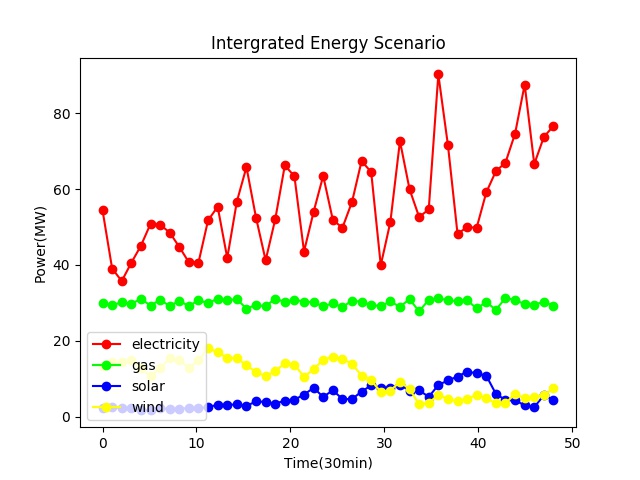 Intergrated Energy Scenario
Power(MW)
80
60
40
20
0
electricity
gas
solar
wind
0 10 20 30 40 50
Time(30min)